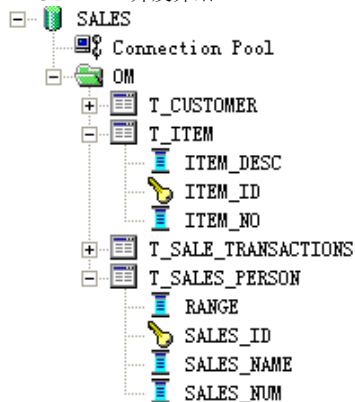 SALES
Connection Pool
OM
T_CUSTOMER
T_ITEM
ITEM_DESC
ITEM_ID
ITEM_NO
T_SALE_TRANSACTIONS
T_SALES_PERSON
RANGE
SALES_ID
SALES_NAME
SALES_NUM